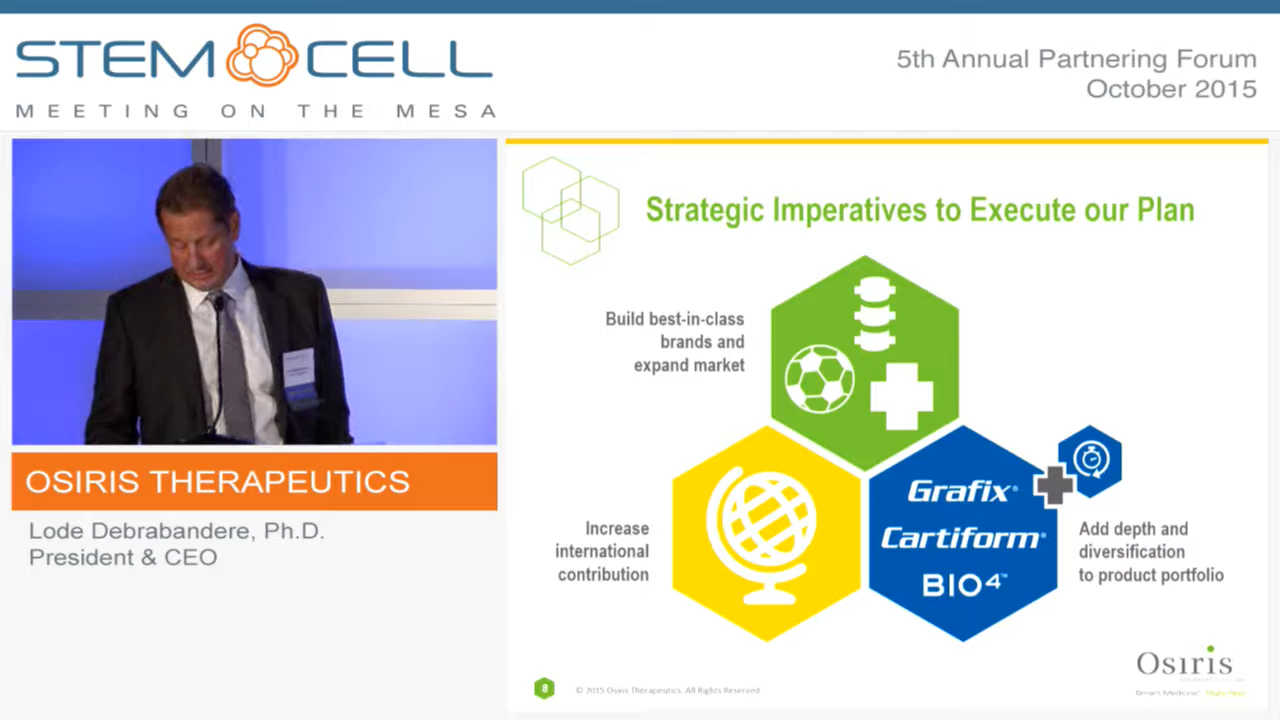 STEM CELL
MEETING ON THE MESA
5th Annual Partnering Forum
October 2015
Strategic Imperatives to Execute our Plan
Build best-in-class
brands and
expand market
Increase
international
contribution
Grafix®
Cartiform®
BIO4™
Add depth and
diversification
to product portfolio
OSIRIS THERAPEUTICS
Lode Debrabandere, Ph.D.
President & CEO
8
© 2015 Osiris Therapeutics. All Rights Reserved
Osiris